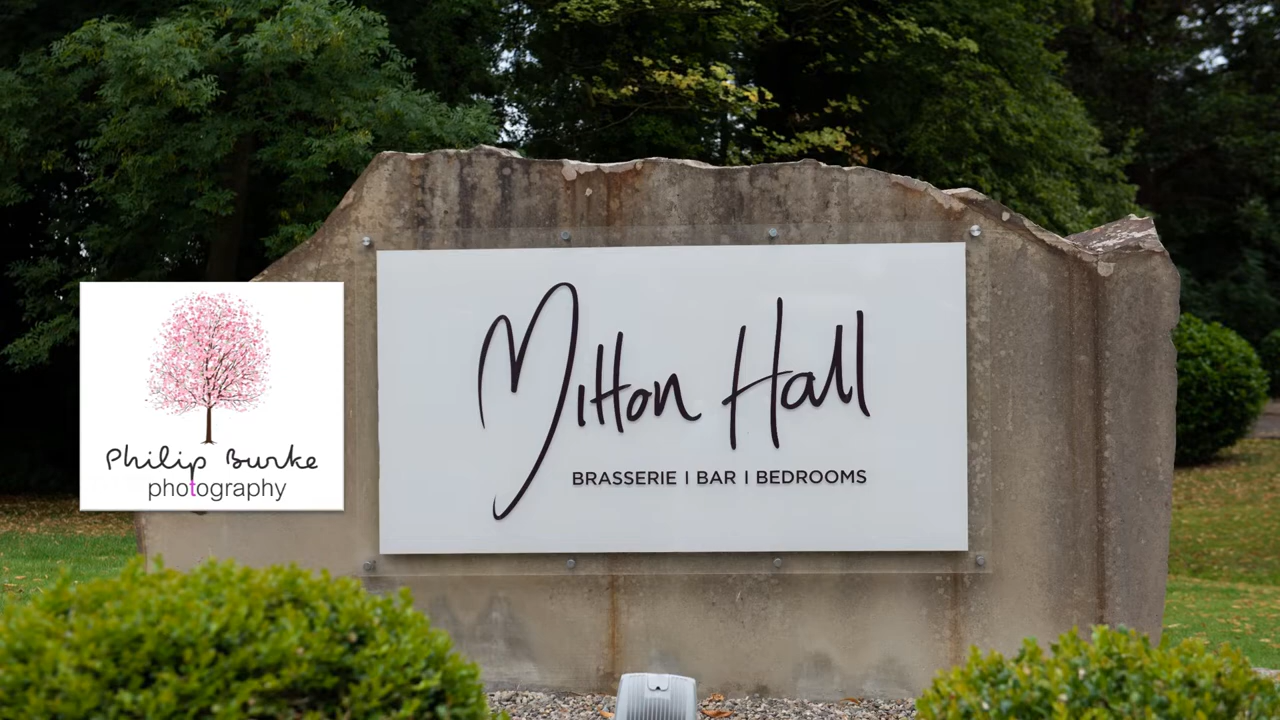 Mitton Hall
BRASSERIE | BAR | BEDROOMS
Philip Burke
photography